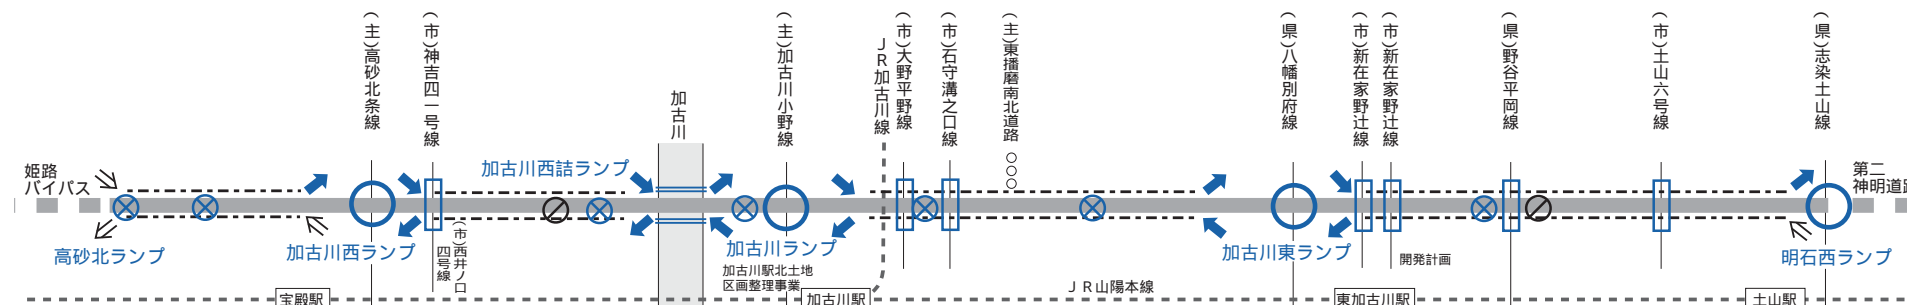 (主)高砂北条線
(市)神吉四一号線
加古川
(主)加古川小野線
JR加古川線
(市)大野平野線
(市)石守溝之口線
(主)東播磨南北道路
○○○
(県)八幡別府線
(市)新在家野辻線
(市)新在家野辻線
(県)野谷平岡線
(市)土山六号線
(県)志染土山線
姫路
バイパス
加古川西詰ランプ
第二
神明道路
高砂北ランプ
加古川西ランプ
(市)西井ノ口
四号線
加古川ランプ
加古川駅北土地
区画整理事業
加古川東ランプ
開発計画
明石西ランプ
JR山陽本線
宝殿駅
加古川駅
東加古川駅
土山駅